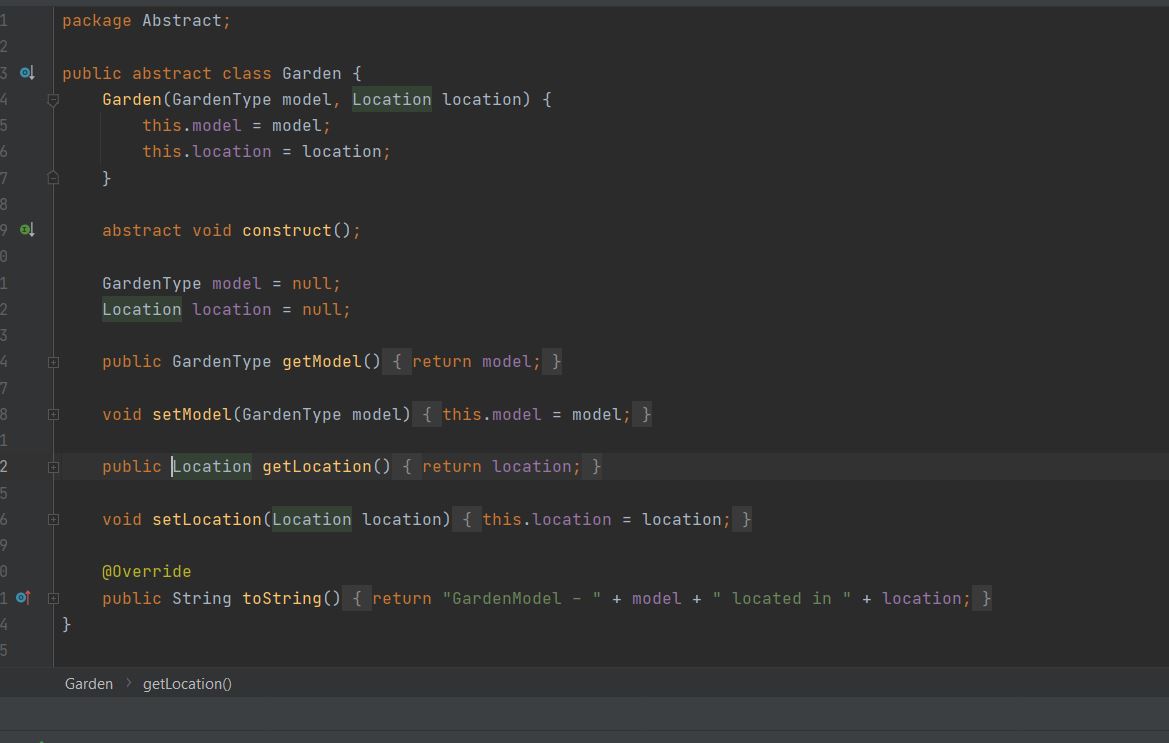 1 package Abstract;
2
3 public abstract class Garden {
4 Garden(GardenType model, Location location) {
5 this.model = model;
6 this.location = location;
7 }
8
9 abstract void construct();
0
1 GardenType model = null;
2 Location location = null;
3
4 public GardenType getModel() { return model; }
7
8 void setModel(GardenType model) { this.model = model; }
1
2 public Location getLocation() { return location; }
5
6 void setLocation(Location location) { this.location = location; }
9
0 @Override
1 public String toString() { return "GardenModel - " + model + " located in " + location; }
4 }
5
Garden > getLocation()